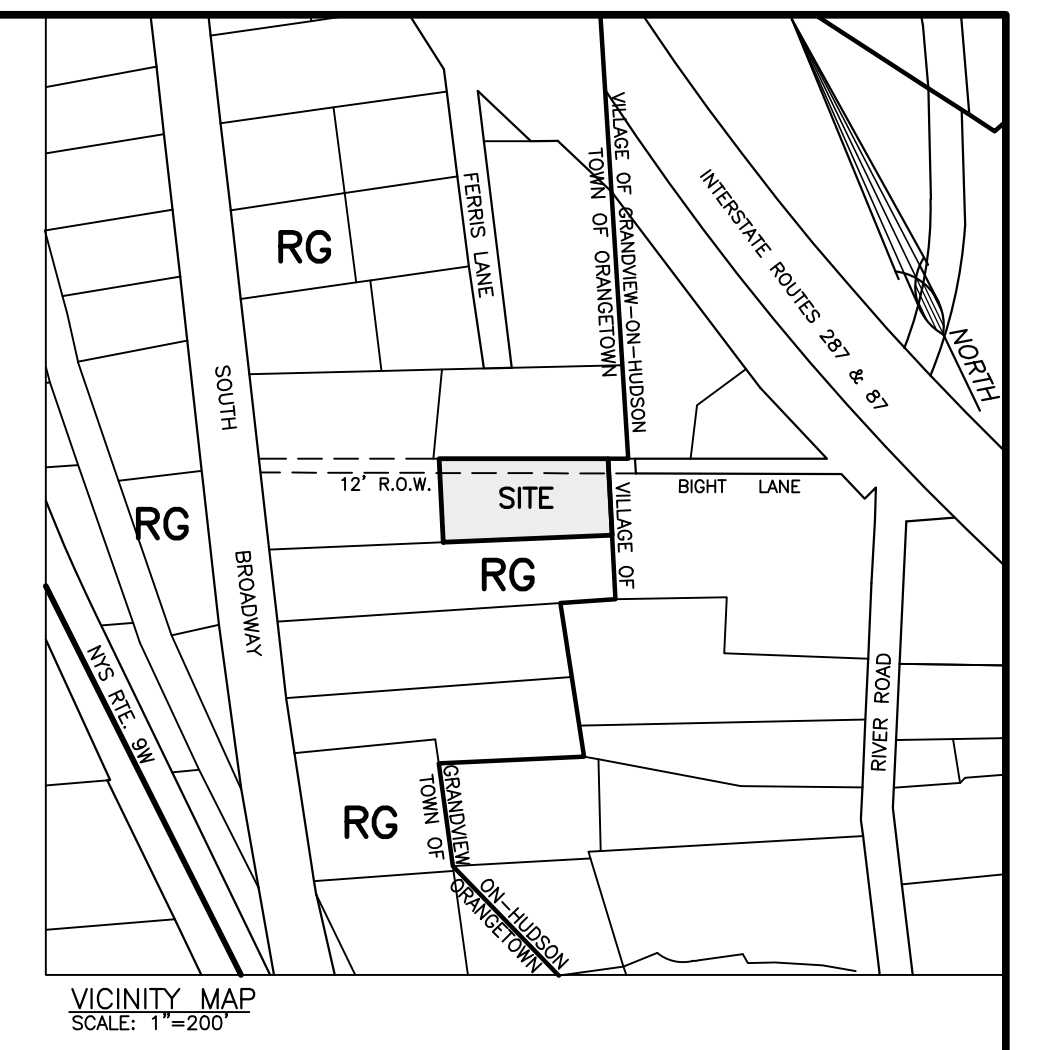 VILLAGE OF GRANDVIEW-ON-HUDSON
TOWN OF ORANGETOWN
FERRIS LANE
INTERSTATE ROUTES 287 & 87
RG
NORTH
SOUTH
12' R.O.W.
SITE
BIGHT LANE
RG
VILLAGE OF
RG
BROADWAY
NYS RTE. 9W
RIVER ROAD
GRANDVIEW
TOWN OF
RG
ON-HUDSON
ORANGETOWN
VICINITY MAP
SCALE: 1"=200'